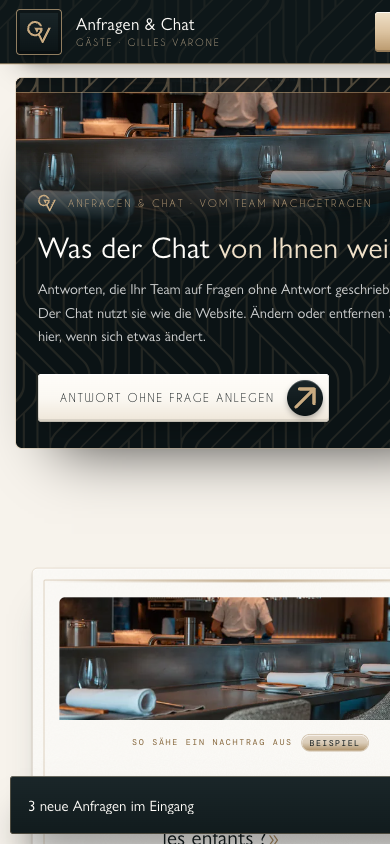 GV
Anfragen & Chat
GÄSTE · GILLES VARONE
GV ANFRAGEN & CHAT · VOM TEAM NACHGETRAGEN
Was der Chat von Ihnen wei
Antworten, die Ihr Team auf Fragen ohne Antwort geschrieb
Der Chat nutzt sie wie die Website. Ändern oder entfernen S
hier, wenn sich etwas ändert.
ANTWORT OHNE FRAGE ANLEGEN
SO SÄHE EIN NACHTRAG AUS BEISPIEL
3 neue Anfragen im Eingang
les enfants ?»